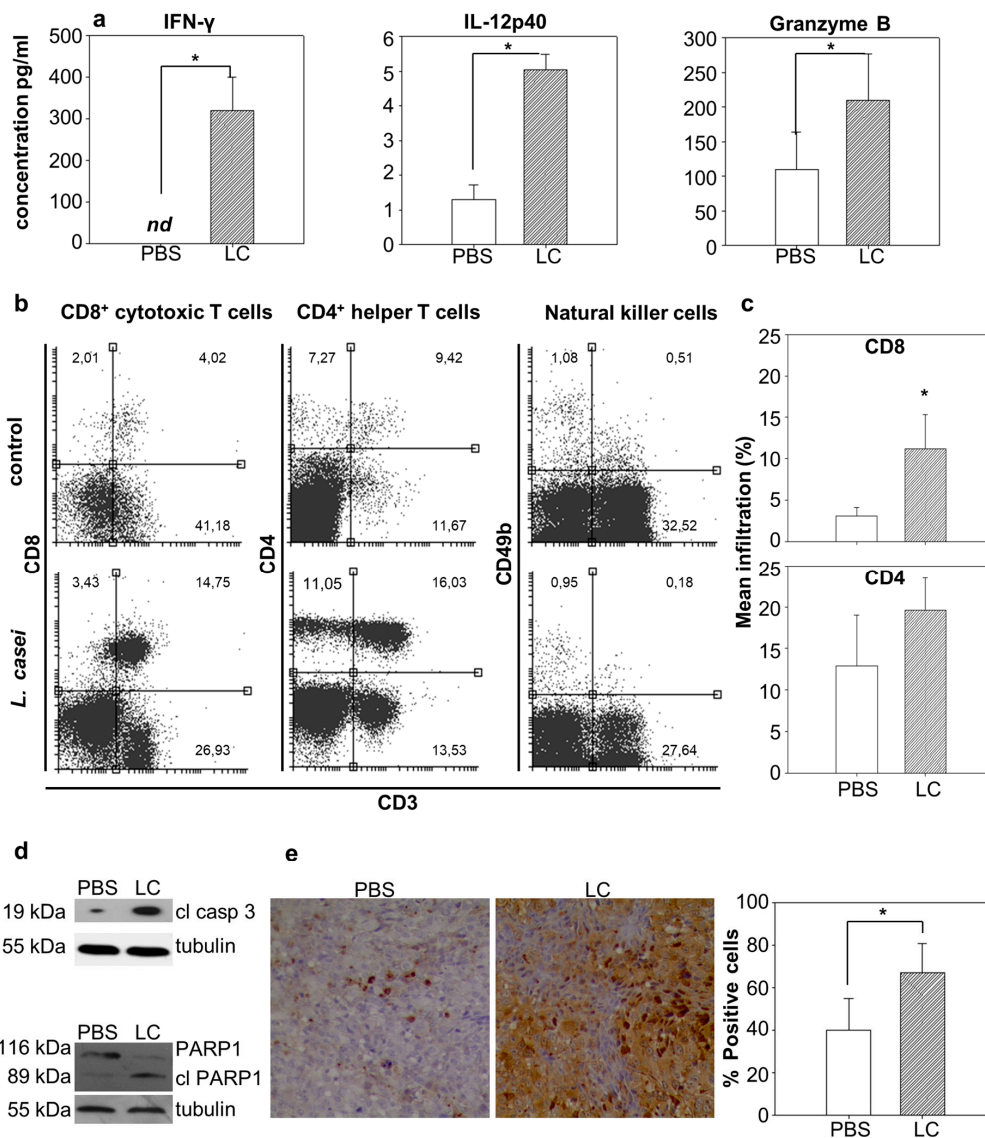 a
IFN-γ
IL-12p40
Granzyme B
concentration pg/ml
500
400
300
200
100
0
*
nd
PBS
LC
6
5
4
3
2
1
0
*
PBS
LC
300
250
200
150
100
50
0
*
PBS
LC
b
CD8+ cytotoxic T cells
CD4+ helper T cells
Natural killer cells
control
L. casei
CD8
CD4
CD49b
2,01
4,02
41,18
7,27
9,42
11,67
1,08
0,51
32,52
3,43
14,75
26,93
11,05
16,03
13,53
0,95
0,18
27,64
CD3
c
Mean infiltration (%)
CD8
25
20
15
10
5
0
*
CD4
25
20
15
10
5
0
PBS
LC
d
PBS LC
19 kDa cl casp 3
55 kDa tubulin
PBS LC
116 kDa PARP1
89 kDa cl PARP1
55 kDa tubulin
e
PBS
LC
% Positive cells
100
80
60
40
20
0
*
PBS
LC